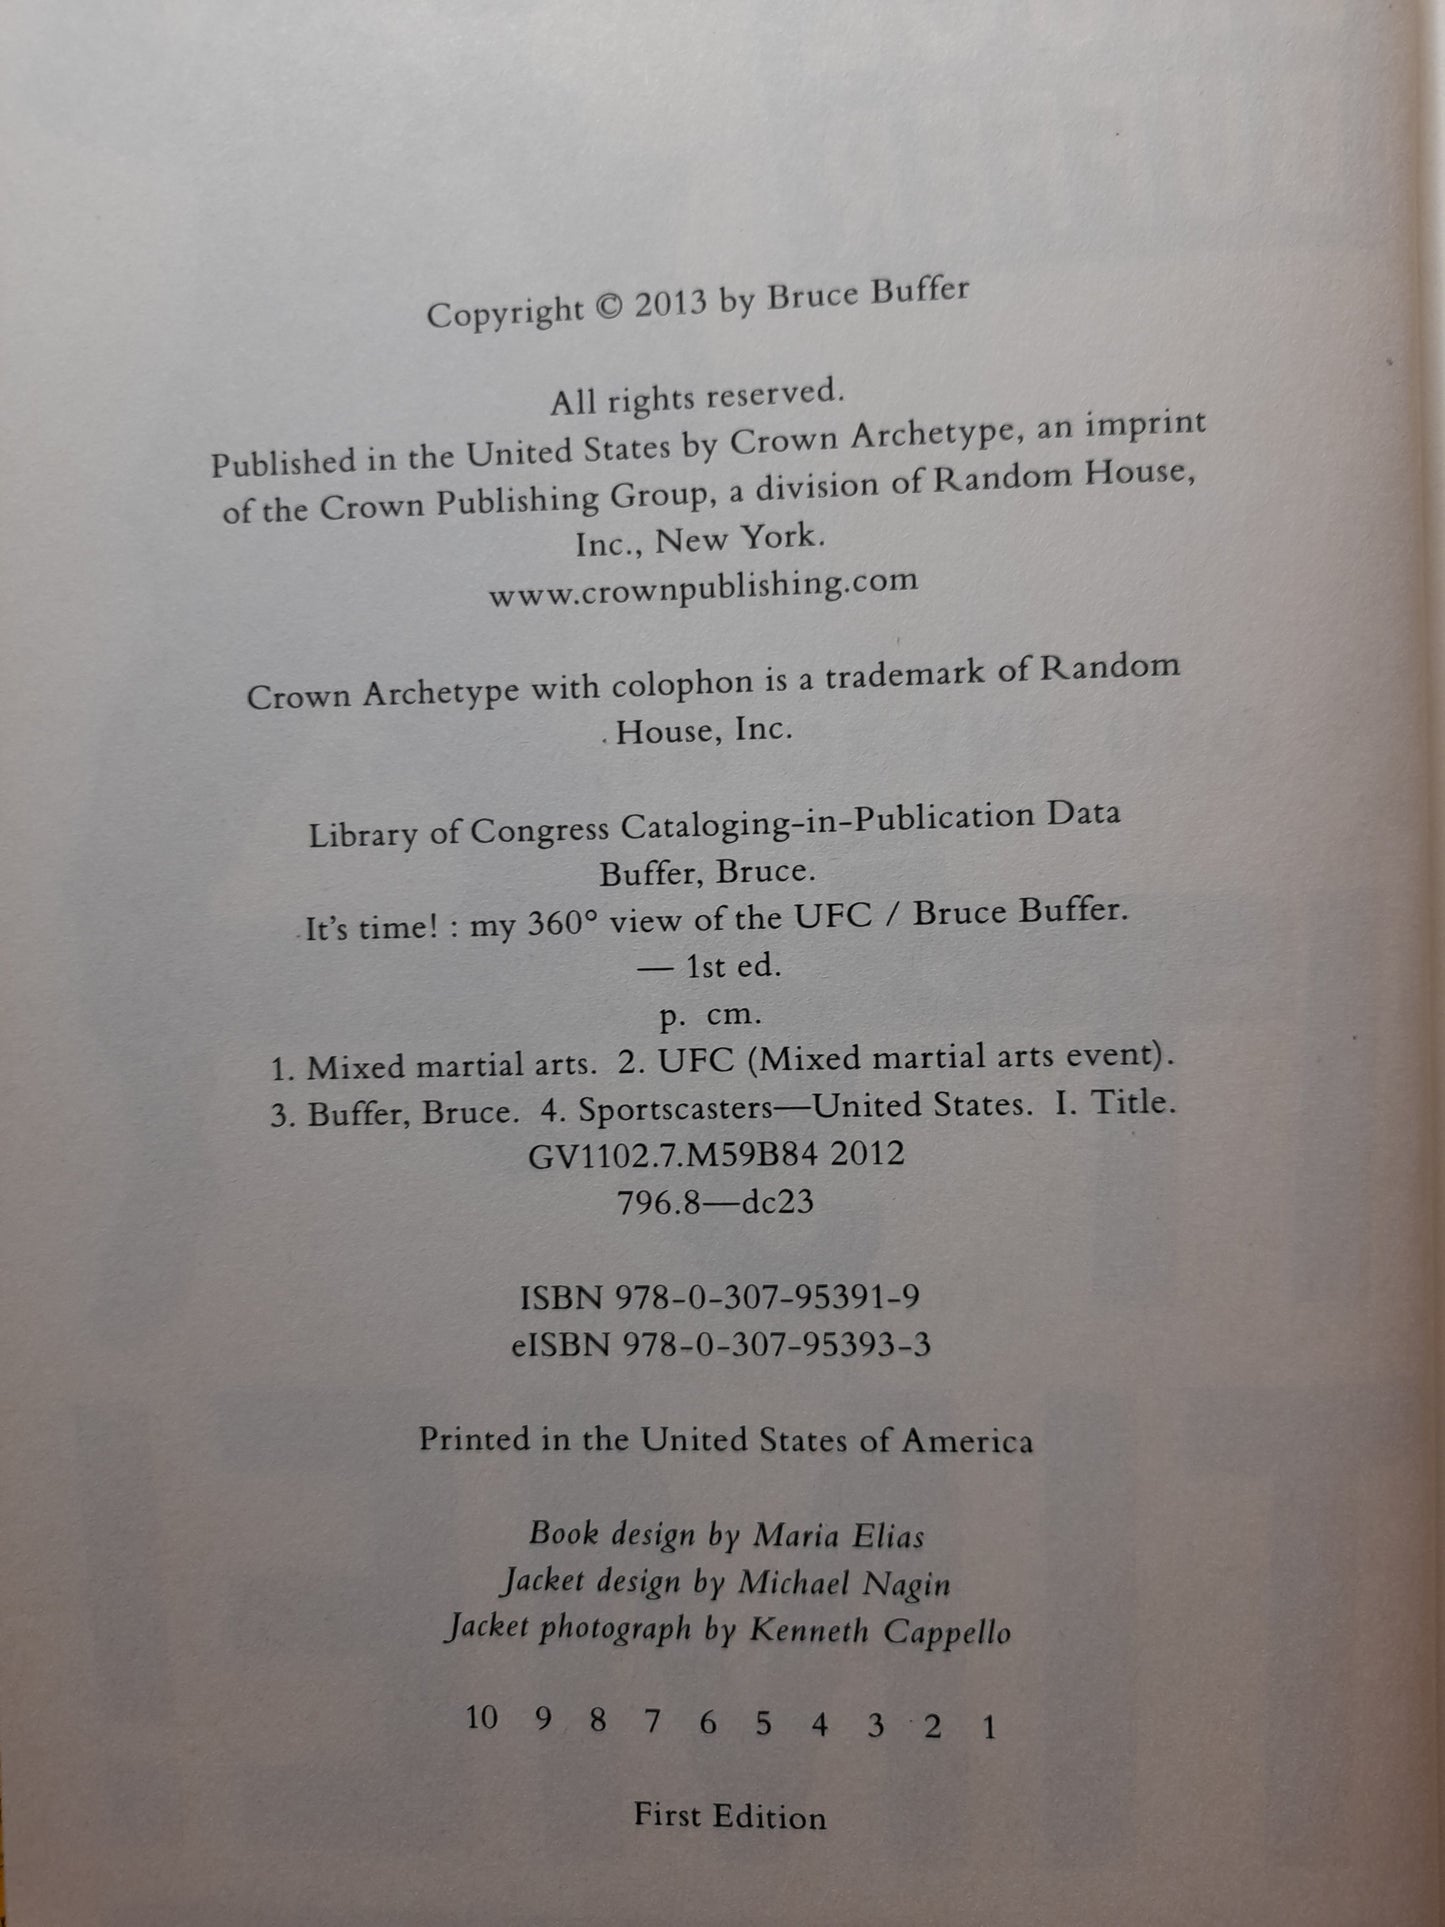 Copyright © 2013 by Bruce Buffer
All rights reserved.
Published in the United States by Crown Archetype, an imprint
of the Crown Publishing Group, a division of Random House,
Inc., New York.
www.crownpublishing.com
Crown Archetype with colophon is a trademark of Random
House, Inc.
Library of Congress Cataloging-in-Publication Data
Buffer, Bruce.
It's time! : my 360° view of the UFC / Bruce Buffer.
— 1st ed.
p. cm.
1. Mixed martial arts. 2. UFC (Mixed martial arts event).
3. Buffer, Bruce. 4. Sportscasters—United States. I. Title.
GV1102.7.M59B84 2012
796.8—dc23
ISBN 978-0-307-95391-9
eISBN 978-0-307-95393-3
Printed in the United States of America
Book design by Maria Elias
Jacket design by Michael Nagin
Jacket photograph by Kenneth Cappello
10 9 8 7 6 5 4 3 2 1
First Edition